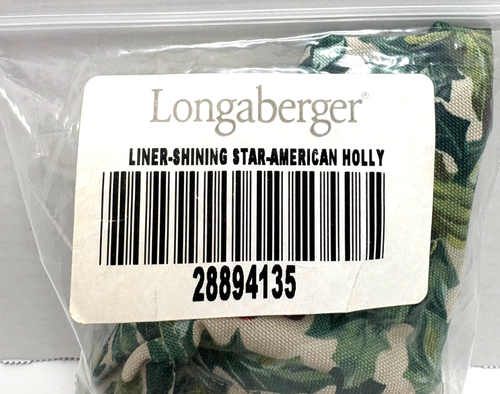 Longaberger®
LINER-SHINING STAR-AMERICAN HOLLY
28894135